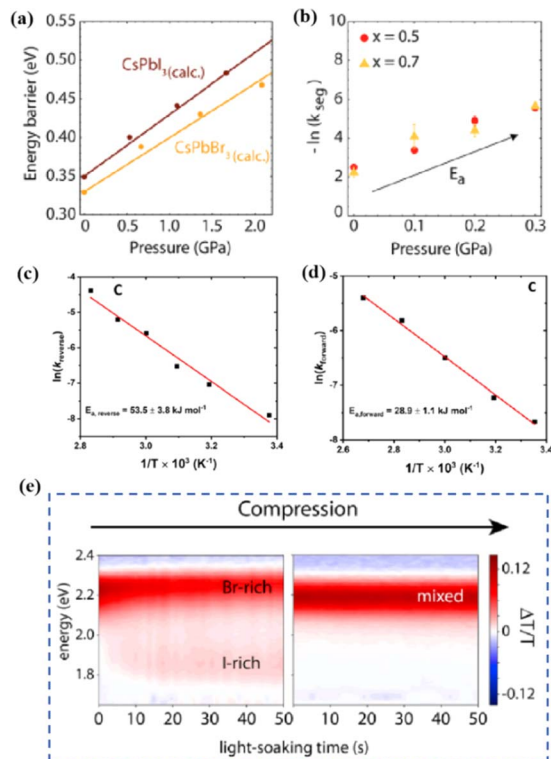 (a)
0.55
0.50
0.45
0.40
0.35
0.30
Energy barrier (eV)
CsPbI3(calc.)
CsPbBr3(calc.)
0 0.5 1.0 1.5 2.0
Pressure (GPa)
(b)
10
8
6
4
2
0
- ln (kseg)
x = 0.5
x = 0.7
Ea
0 0.1 0.2 0.3
Pressure (GPa)
(c)
C
-4
-5
-6
-7
-8
ln(kreverse)
Ea, reverse = 53.5 ± 3.8 kJ mol-1
2.8 3.0 3.2 3.4
1/T × 10³ (K-1)
(d)
C
-5
-6
-7
-8
ln(kforward)
Ea,forward = 28.9 ± 1.1 kJ mol-1
2.6 2.8 3.0 3.2 3.4
1/T × 10³ (K-1)
(e)
Compression
2.4
2.2
2.0
1.8
energy (eV)
Br-rich
I-rich
mixed
0.12
0
-0.12
ΔT/T
0 10 20 30 40 50 0 10 20 30 40 50
light-soaking time (s)